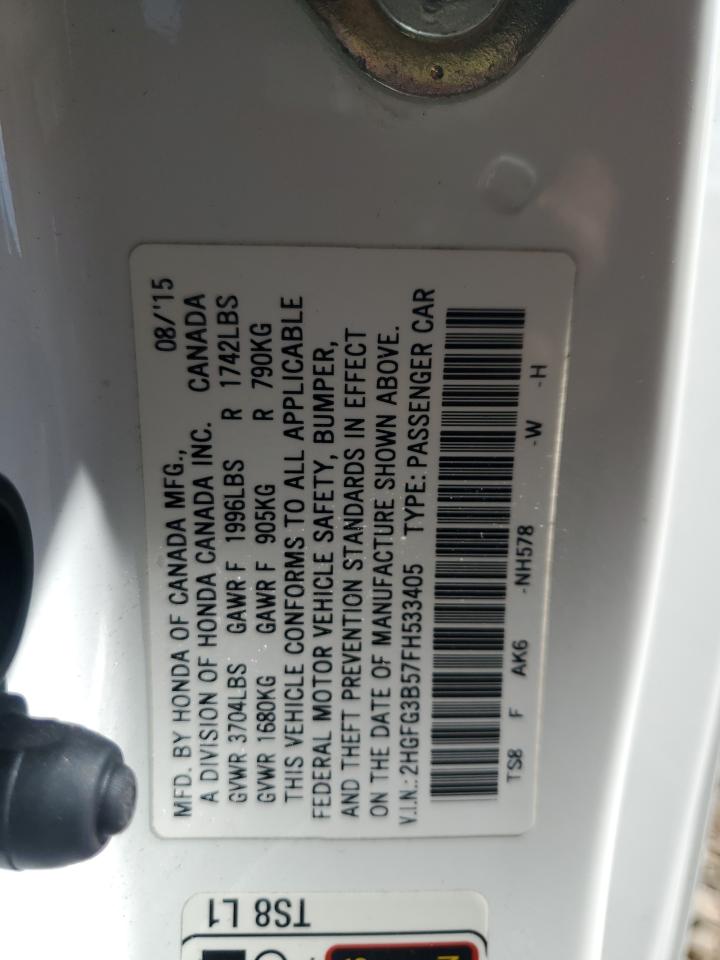 MFD. BY HONDA OF CANADA MFG., 08/'15
A DIVISION OF HONDA CANADA INC. CANADA
GVWR 3704LBS GAWR F 1996LBS R 1742LBS
GVWR 1680KG GAWR F 905KG R 790KG
THIS VEHICLE CONFORMS TO ALL APPLICABLE
FEDERAL MOTOR VEHICLE SAFETY, BUMPER,
AND THEFT PREVENTION STANDARDS IN EFFECT
ON THE DATE OF MANUFACTURE SHOWN ABOVE.
V.I.N.: 2HGFG3B57FH533405 TYPE: PASSENGER CAR
TS8 F AK6 -NH578 -W -H
TS8 L1